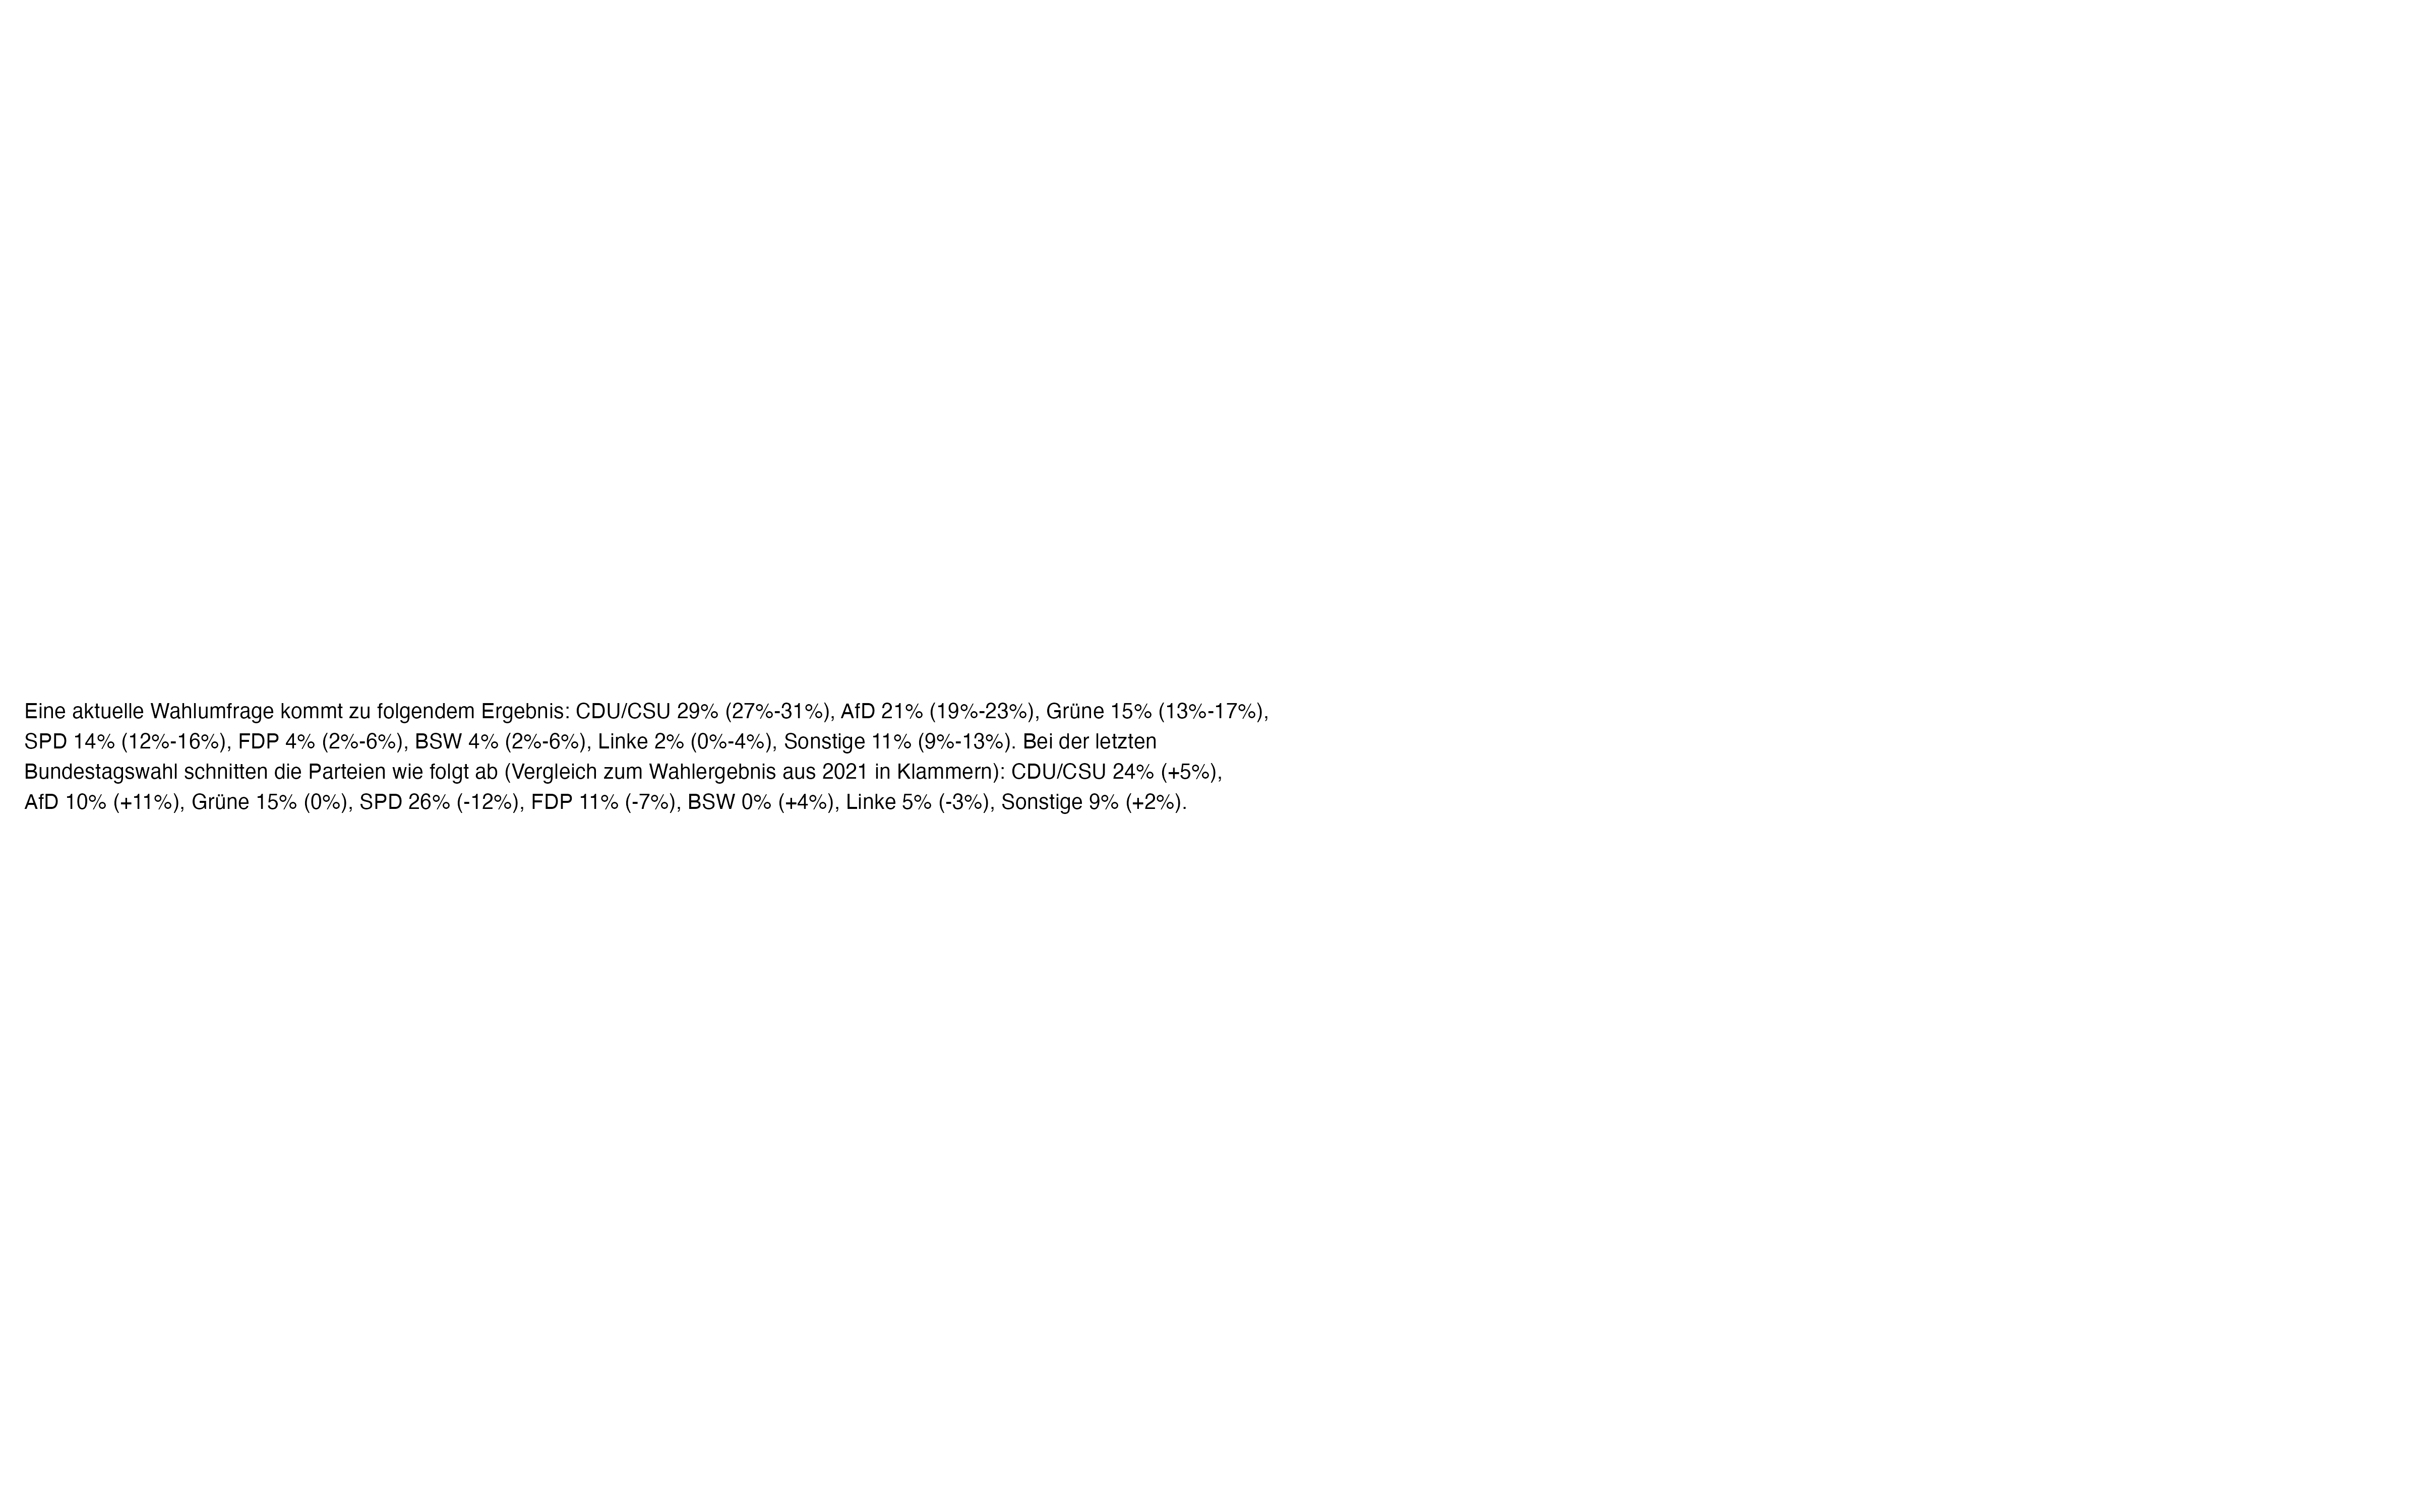 Eine aktuelle Wahlumfrage kommt zu folgendem Ergebnis: CDU/CSU 29% (27%-31%), AfD 21% (19%-23%), Grüne 15% (13%-17%),
SPD 14% (12%-16%), FDP 4% (2%-6%), BSW 4% (2%-6%), Linke 2% (0%-4%), Sonstige 11% (9%-13%). Bei der letzten
Bundestagswahl schnitten die Parteien wie folgt ab (Vergleich zum Wahlergebnis aus 2021 in Klammern): CDU/CSU 24% (+5%),
AfD 10% (+11%), Grüne 15% (0%), SPD 26% (-12%), FDP 11% (-7%), BSW 0% (+4%), Linke 5% (-3%), Sonstige 9% (+2%).